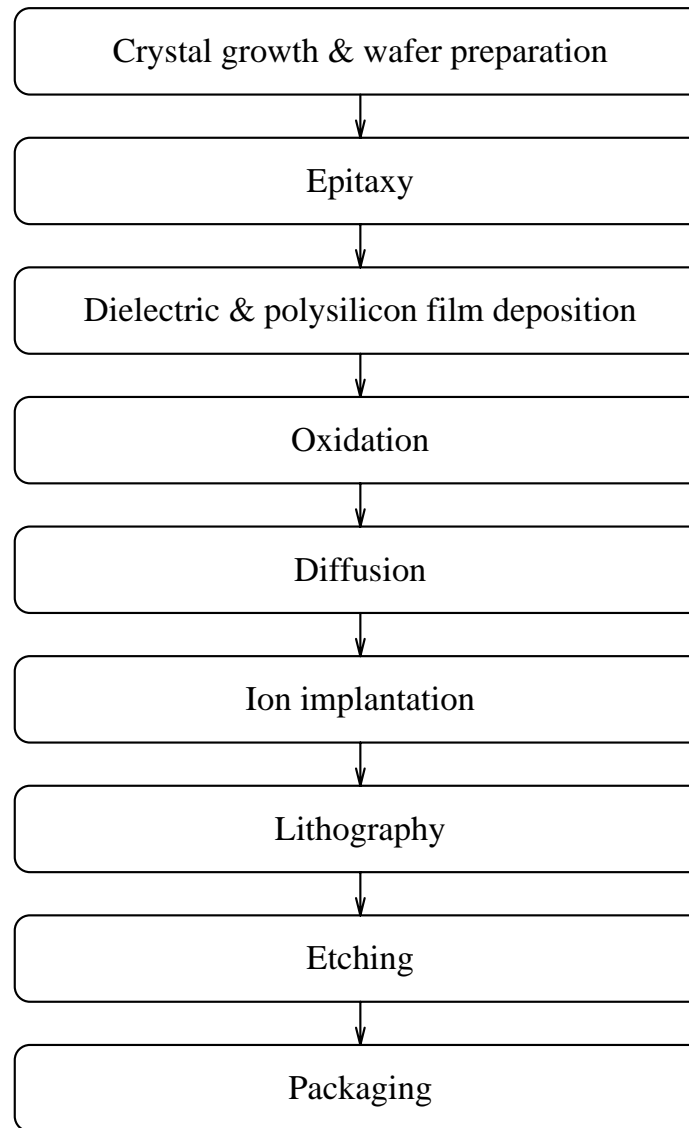 Crystal growth & wafer preparation
Epitaxy
Dielectric & polysilicon film deposition
Oxidation
Diffusion
Ion implantation
Lithography
Etching
Packaging